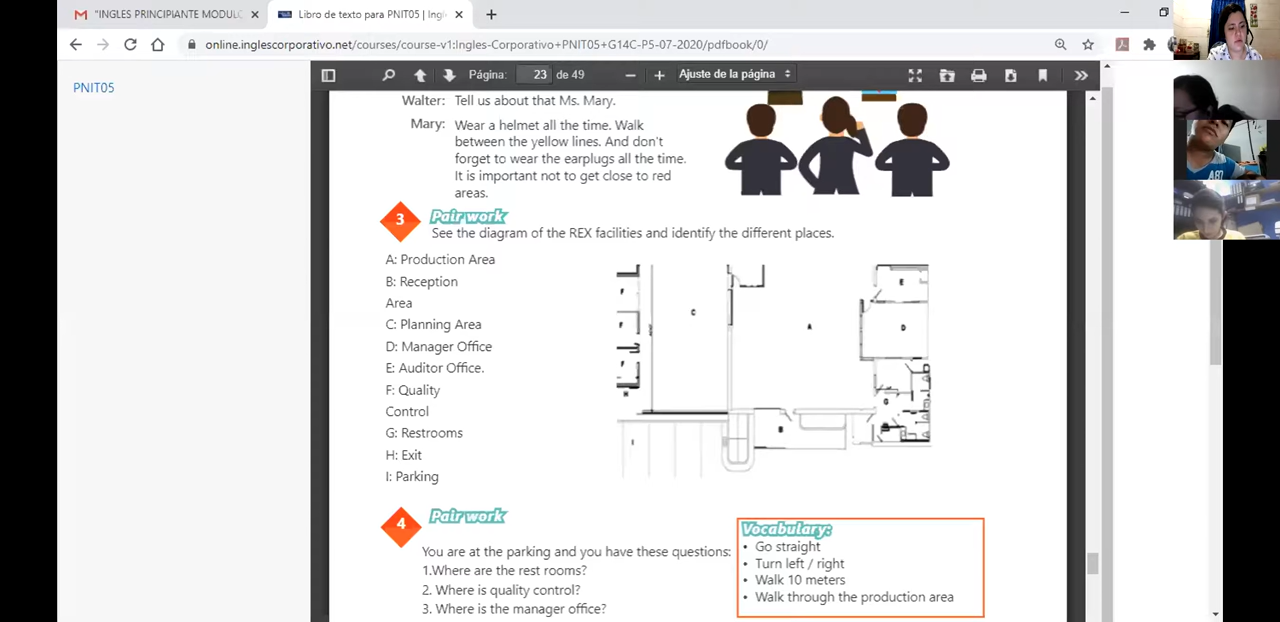 "INGLES PRINCIPIANTE MODULO
Libro de texto para PNIT05 | Ingl
online.inglescorporativo.net/courses/course-v1:Ingles-Corporativo+PNIT05+G14C-P5-07-2020/pdfbook/0/
PNIT05
Página: 23 de 49
Ajuste de la página
Walter: Tell us about that Ms. Mary.
Mary: Wear a helmet all the time. Walk
between the yellow lines. And don't
forget to wear the earplugs all the time.
It is important not to get close to red
areas.
3 Pair work
See the diagram of the REX facilities and identify the different places.
A: Production Area
B: Reception
Area
C: Planning Area
D: Manager Office
E: Auditor Office.
F: Quality
Control
G: Restrooms
H: Exit
I: Parking
F
F
F
H
I
C
A
B
E
D
G
4 Pair work
You are at the parking and you have these questions:
1.Where are the rest rooms?
2. Where is quality control?
3. Where is the manager office?
Vocabulary:
• Go straight
• Turn left / right
• Walk 10 meters
• Walk through the production area